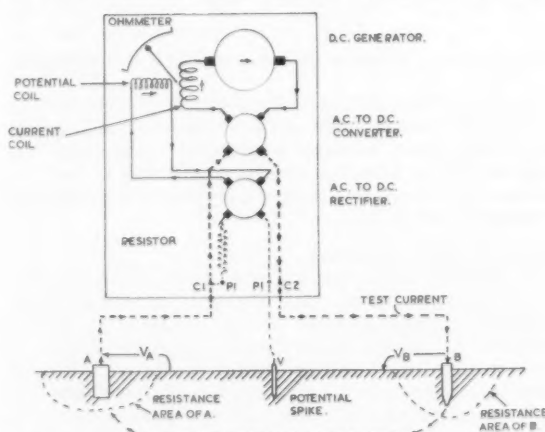 OHMMETER
D.C. GENERATOR.
POTENTIAL
COIL
CURRENT
COIL
A.C. TO D.C.
CONVERTER.
A.C. TO D.C.
RECTIFIER.
RESISTOR
C1
P1
P1
C2
TEST CURRENT
A
VA
V
VB
B
RESISTANCE
AREA OF A.
POTENTIAL
SPIKE.
RESISTANCE
AREA OF B.